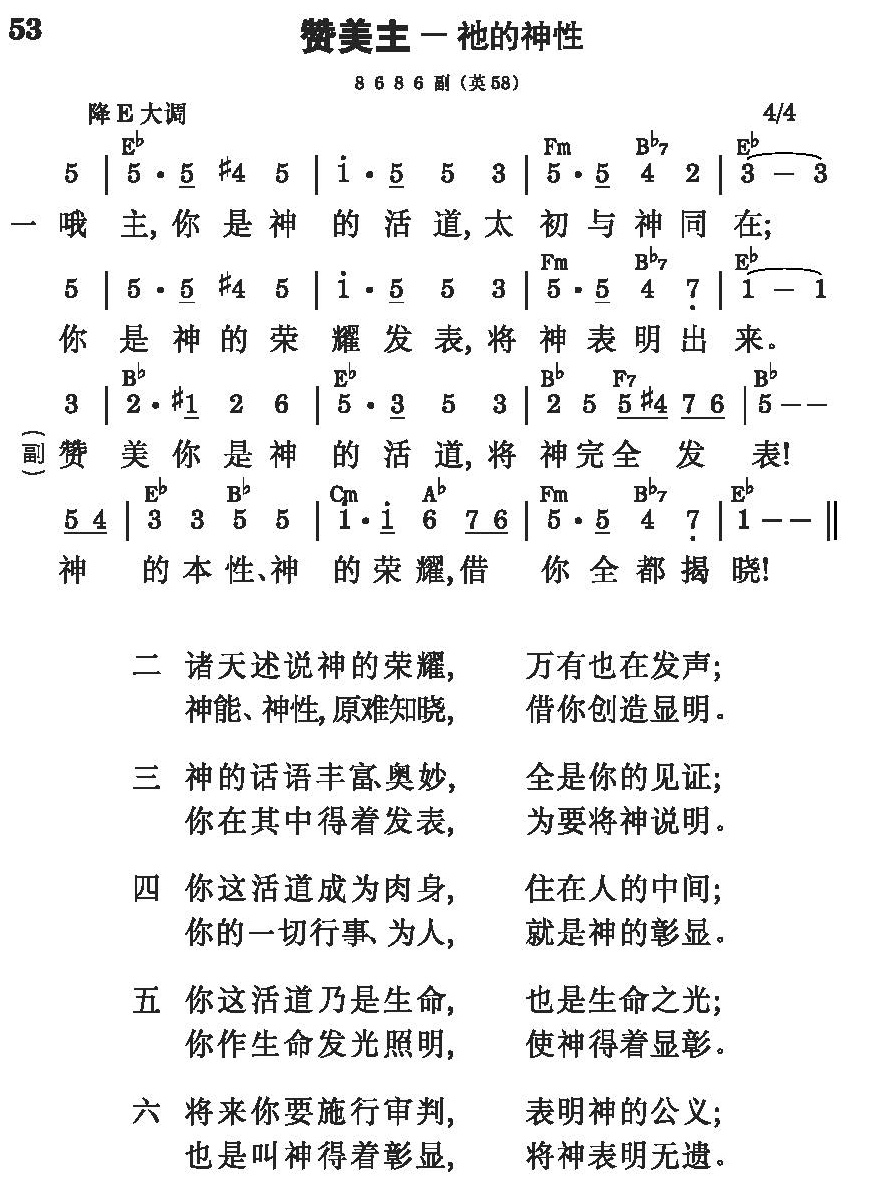 53
赞美主－祂的神性
8 6 8 6 副（英58）
降E大调 4/4
E♭ Fm B♭7 E♭
5 | 5 · 5 ♯4 5 | i · 5 5 3 | 5 · 5 4 2 | 3 － 3
一 哦 主, 你 是 神 的 活 道, 太 初 与 神 同 在;
Fm B♭7 E♭
5 | 5 · 5 ♯4 5 | i · 5 5 3 | 5 · 5 4 7 | 1 － 1
你 是 神 的 荣 耀 发 表, 将 神 表 明 出 来。
B♭ E♭ B♭ F7 B♭
3 | 2 · ♯1 2 6 | 5 · 3 5 3 | 2 5 5 ♯4 7 6 | 5 － －
(副) 赞 美 你 是 神 的 活 道, 将 神 完 全 发 表!
E♭ B♭ Cm A♭ Fm B♭7 E♭
5 4 | 3 3 5 5 | i · i 6 7 6 | 5 · 5 4 7 | 1 － － ‖
神 的 本 性、神 的 荣 耀, 借 你 全 都 揭 晓!
二 诸天述说神的荣耀, 万有也在发声;
神能、神性, 原难知晓, 借你创造显明。
三 神的话语丰富、奥妙, 全是你的见证;
你在其中得着发表, 为要将神说明。
四 你这活道成为肉身, 住在人的中间;
你的一切行事、为人, 就是神的彰显。
五 你这活道乃是生命, 也是生命之光;
你作生命发光照明, 使神得着显彰。
六 将来你要施行审判, 表明神的公义;
也是叫神得着彰显, 将神表明无遗。